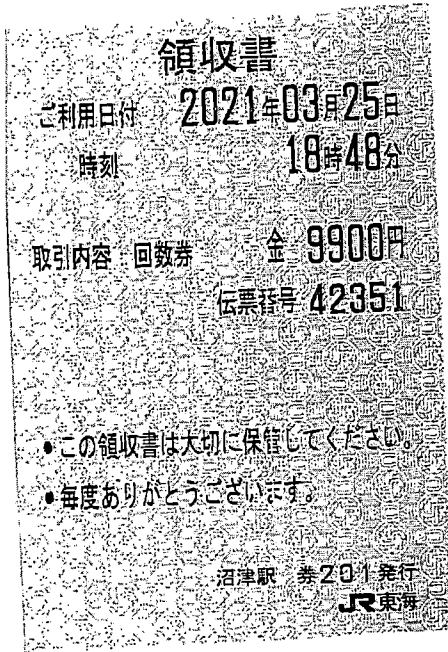 領収書
ご利用日付 2021年03月25日
時刻 18時48分
取引内容 回数券 金 9900円
伝票番号 42351
•この領収書は大切に保管してください。
•毎度ありがとうございます。
沼津駅 券201発行
JR東海